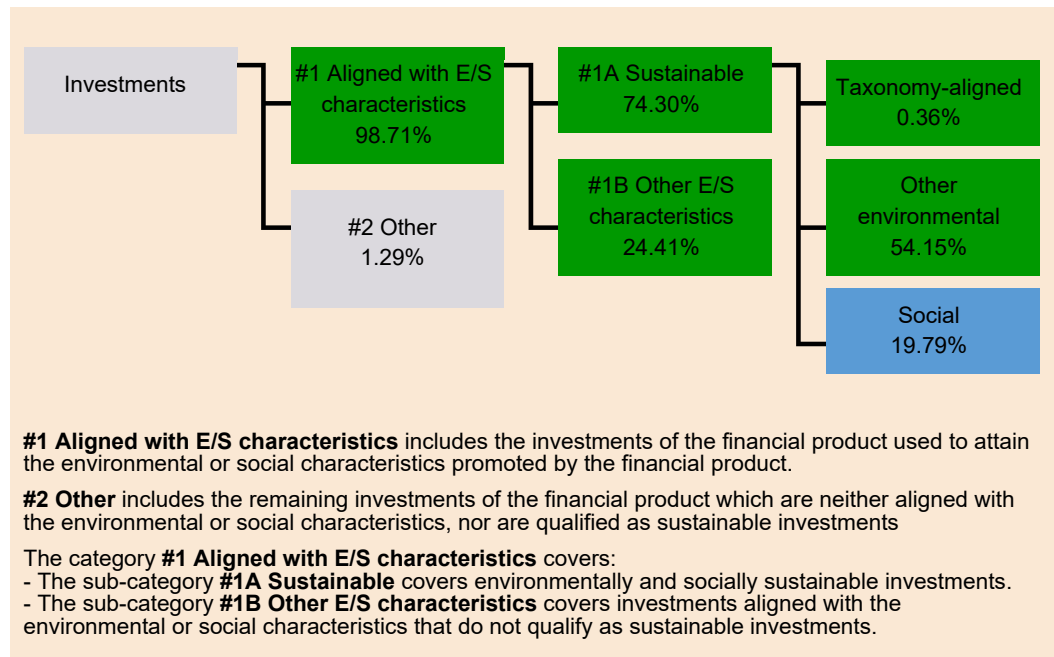 Investments
#1 Aligned with E/S
characteristics
98.71%
#2 Other
1.29%
#1A Sustainable
74.30%
#1B Other E/S
characteristics
24.41%
Taxonomy-aligned
0.36%
Other
environmental
54.15%
Social
19.79%
#1 Aligned with E/S characteristics includes the investments of the financial product used to attain
the environmental or social characteristics promoted by the financial product.
#2 Other includes the remaining investments of the financial product which are neither aligned with
the environmental or social characteristics, nor are qualified as sustainable investments
The category #1 Aligned with E/S characteristics covers:
- The sub-category #1A Sustainable covers environmentally and socially sustainable investments.
- The sub-category #1B Other E/S characteristics covers investments aligned with the
environmental or social characteristics that do not qualify as sustainable investments.